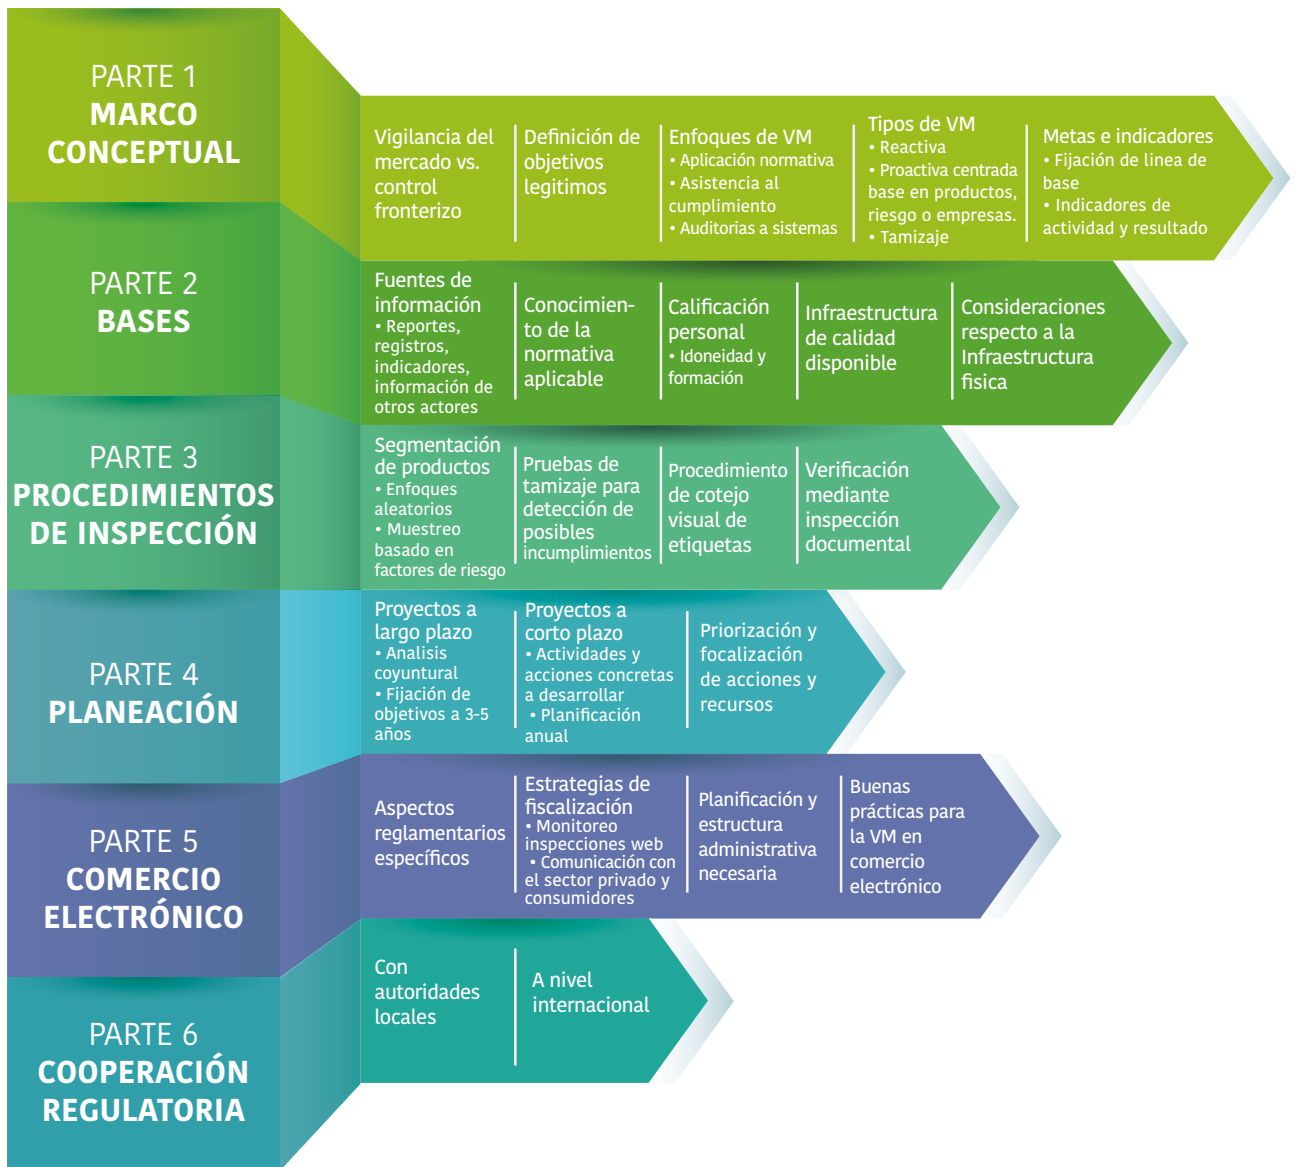 PARTE 1
MARCO
CONCEPTUAL
Vigilancia del
mercado vs.
control
fronterizo
Definición de
objetivos
legitimos
Enfoques de VM
• Aplicación normativa
• Asistencia al
cumplimiento
• Auditorias a sistemas
Tipos de VM
• Reactiva
• Proactiva centrada
base en productos,
riesgo o empresas.
• Tamizaje
Metas e indicadores
• Fijación de linea de
base
• Indicadores de
actividad y resultado
PARTE 2
BASES
Fuentes de
información
• Reportes,
registros,
indicadores,
información de
otros actores
Conocimien-
to de la
normativa
aplicable
Calificación
personal
• Idoneidad y
formación
Infraestructura
de calidad
disponible
Consideraciones
respecto a la
Infraestructura
fisica
PARTE 3
PROCEDIMIENTOS
DE INSPECCIÓN
Segmentación
de productos
• Enfoques
aleatorios
• Muestreo
basado en
factores de riesgo
Pruebas de
tamizaje para
detección de
posibles
incumplimientos
Procedimiento
de cotejo
visual de
etiquetas
Verificación
mediante
inspección
documental
PARTE 4
PLANEACIÓN
Proyectos a
largo plazo
• Analisis
coyuntural
• Fijación de
objetivos a 3-5
años
Proyectos a
corto plazo
• Actividades y
acciones concretas
a desarrollar
• Planificación
anual
Priorización y
focalización
de acciones y
recursos
PARTE 5
COMERCIO
ELECTRÓNICO
Aspectos
reglamentarios
específicos
Estrategias de
fiscalización
• Monitoreo
inspecciones web
• Comunicación con
el sector privado y
consumidores
Planificación y
estructura
administrativa
necesaria
Buenas
prácticas para
la VM en
comercio
electrónico
PARTE 6
COOPERACIÓN
REGULATORIA
Con
autoridades
locales
A nivel
internacional